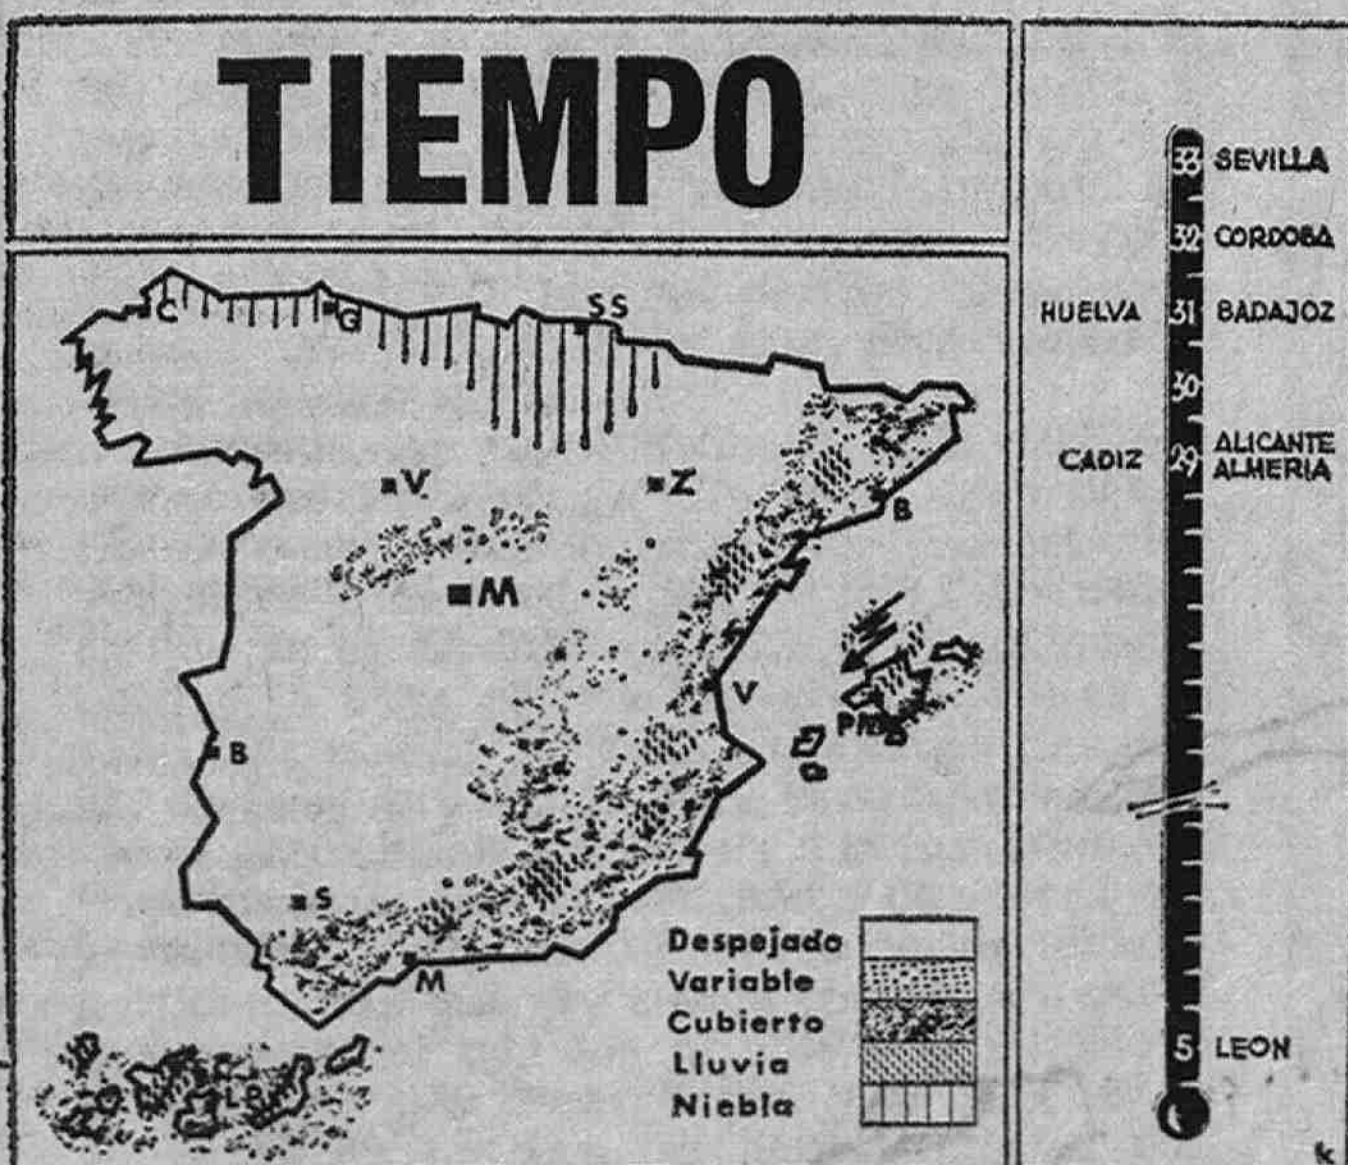 TIEMPO
C
G
SS
V
Z
B
M
V
PM
B
S
M
LP
Despejado
Variable
Cubierto
Lluvia
Niebla
33 SEVILLA
32 CORDOBA
HUELVA 31 BADAJOZ
30
CADIZ 29 ALICANTE
ALMERIA
5 LEON